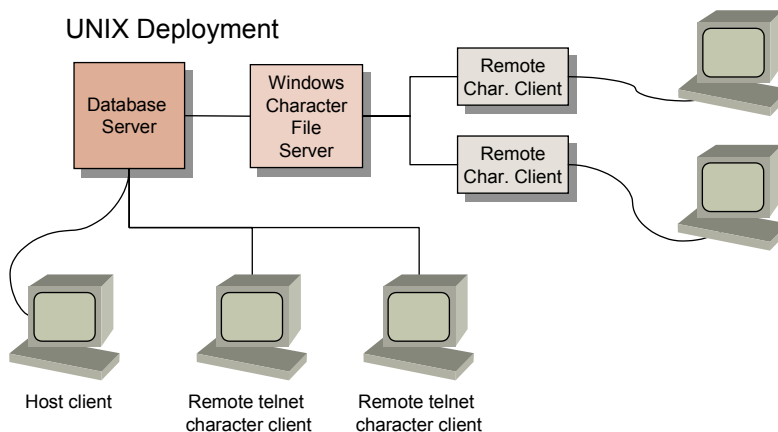 UNIX Deployment
Database
Server
Windows
Character
File
Server
Remote
Char. Client
Remote
Char. Client
Host client
Remote telnet
character client
Remote telnet
character client